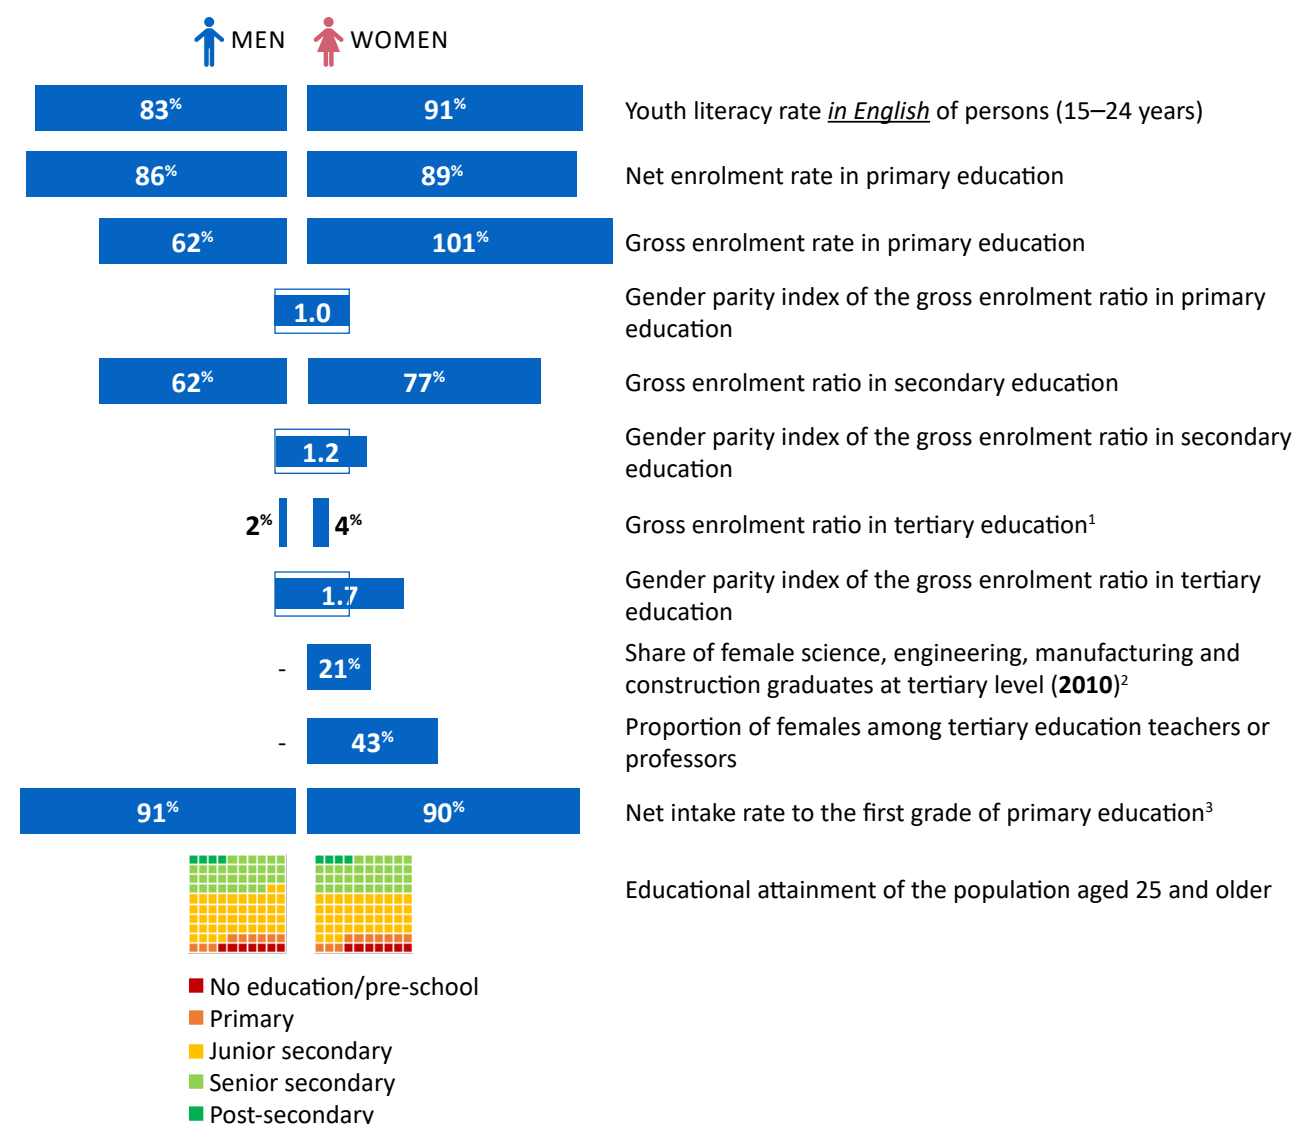 MEN WOMEN
83% 91% Youth literacy rate in English of persons (15–24 years)
86% 89% Net enrolment rate in primary education
62% 101% Gross enrolment rate in primary education
1.0 Gender parity index of the gross enrolment ratio in primary
education
62% 77% Gross enrolment ratio in secondary education
1.2 Gender parity index of the gross enrolment ratio in secondary
education
2% 4% Gross enrolment ratio in tertiary education¹
1.7 Gender parity index of the gross enrolment ratio in tertiary
education
- 21% Share of female science, engineering, manufacturing and
construction graduates at tertiary level (2010)²
- 43% Proportion of females among tertiary education teachers or
professors
91% 90% Net intake rate to the first grade of primary education³
Educational attainment of the population aged 25 and older
No education/pre-school
Primary
Junior secondary
Senior secondary
Post-secondary